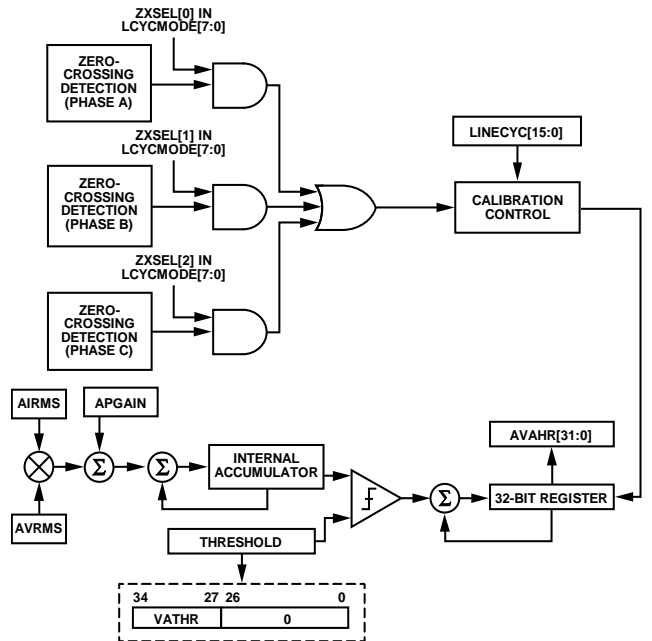 ZXSEL[0] IN
LCYCMODE[7:0]
ZERO-
CROSSING
DETECTION
(PHASE A)
ZXSEL[1] IN
LCYCMODE[7:0]
ZERO-
CROSSING
DETECTION
(PHASE B)
ZXSEL[2] IN
LCYCMODE[7:0]
ZERO-
CROSSING
DETECTION
(PHASE C)
LINECYC[15:0]
CALIBRATION
CONTROL
AIRMS
APGAIN
AVRMS
Σ
Σ
INTERNAL
ACCUMULATOR
THRESHOLD
34 27 26 0
VATHR 0
Σ
AVAHR[31:0]
32-BIT REGISTER